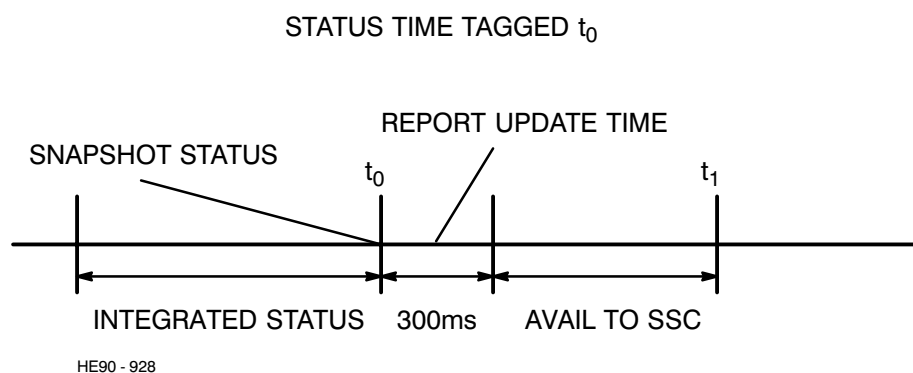 STATUS TIME TAGGED t₀
REPORT UPDATE TIME
SNAPSHOT STATUS
t₀
t₁
INTEGRATED STATUS
300ms
AVAIL TO SSC
HE90 - 928